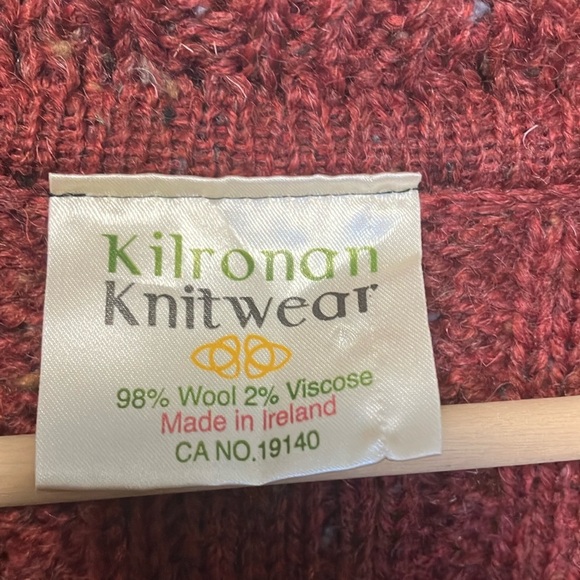 Kilronan
Knitwear
98% Wool 2% Viscose
Made in Ireland
CA NO.19140